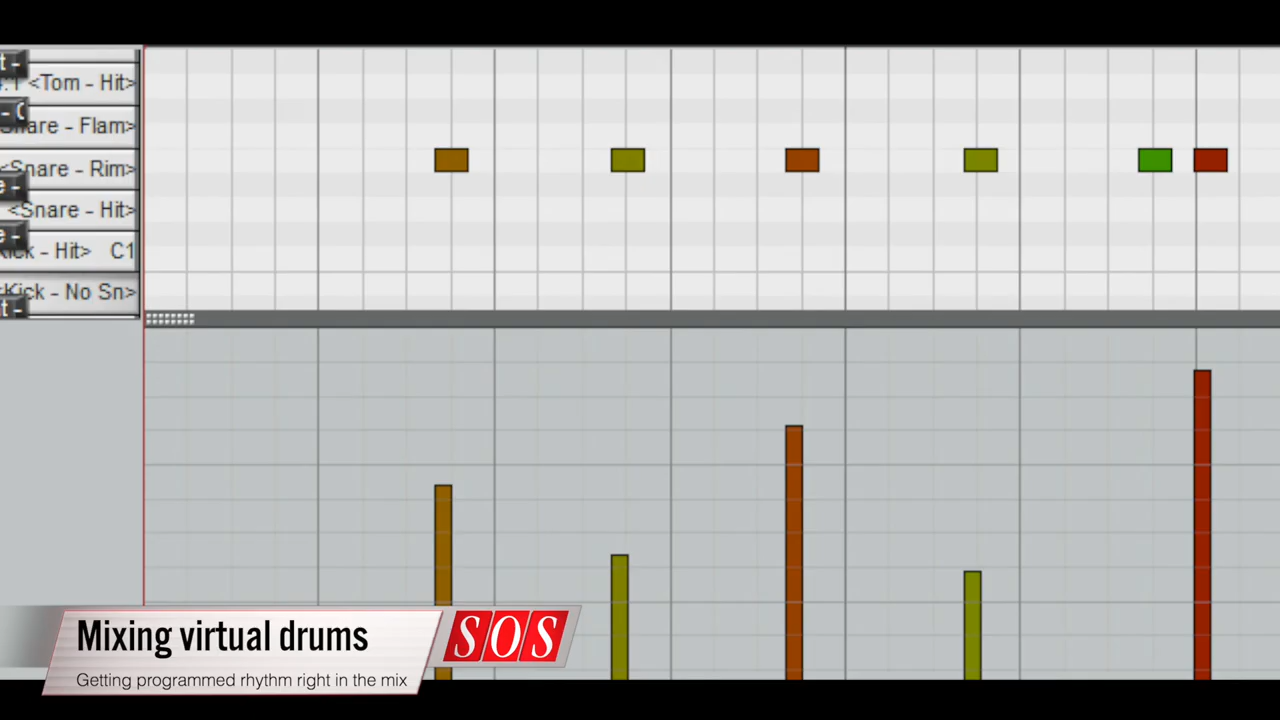 <Tom - Hit>
Snare - Flam>
<Snare - Rim>
<Snare - Hit>
Kick - Hit> C1
<Kick - No Sn>
Mixing virtual drums
SOS
Getting programmed rhythm right in the mix